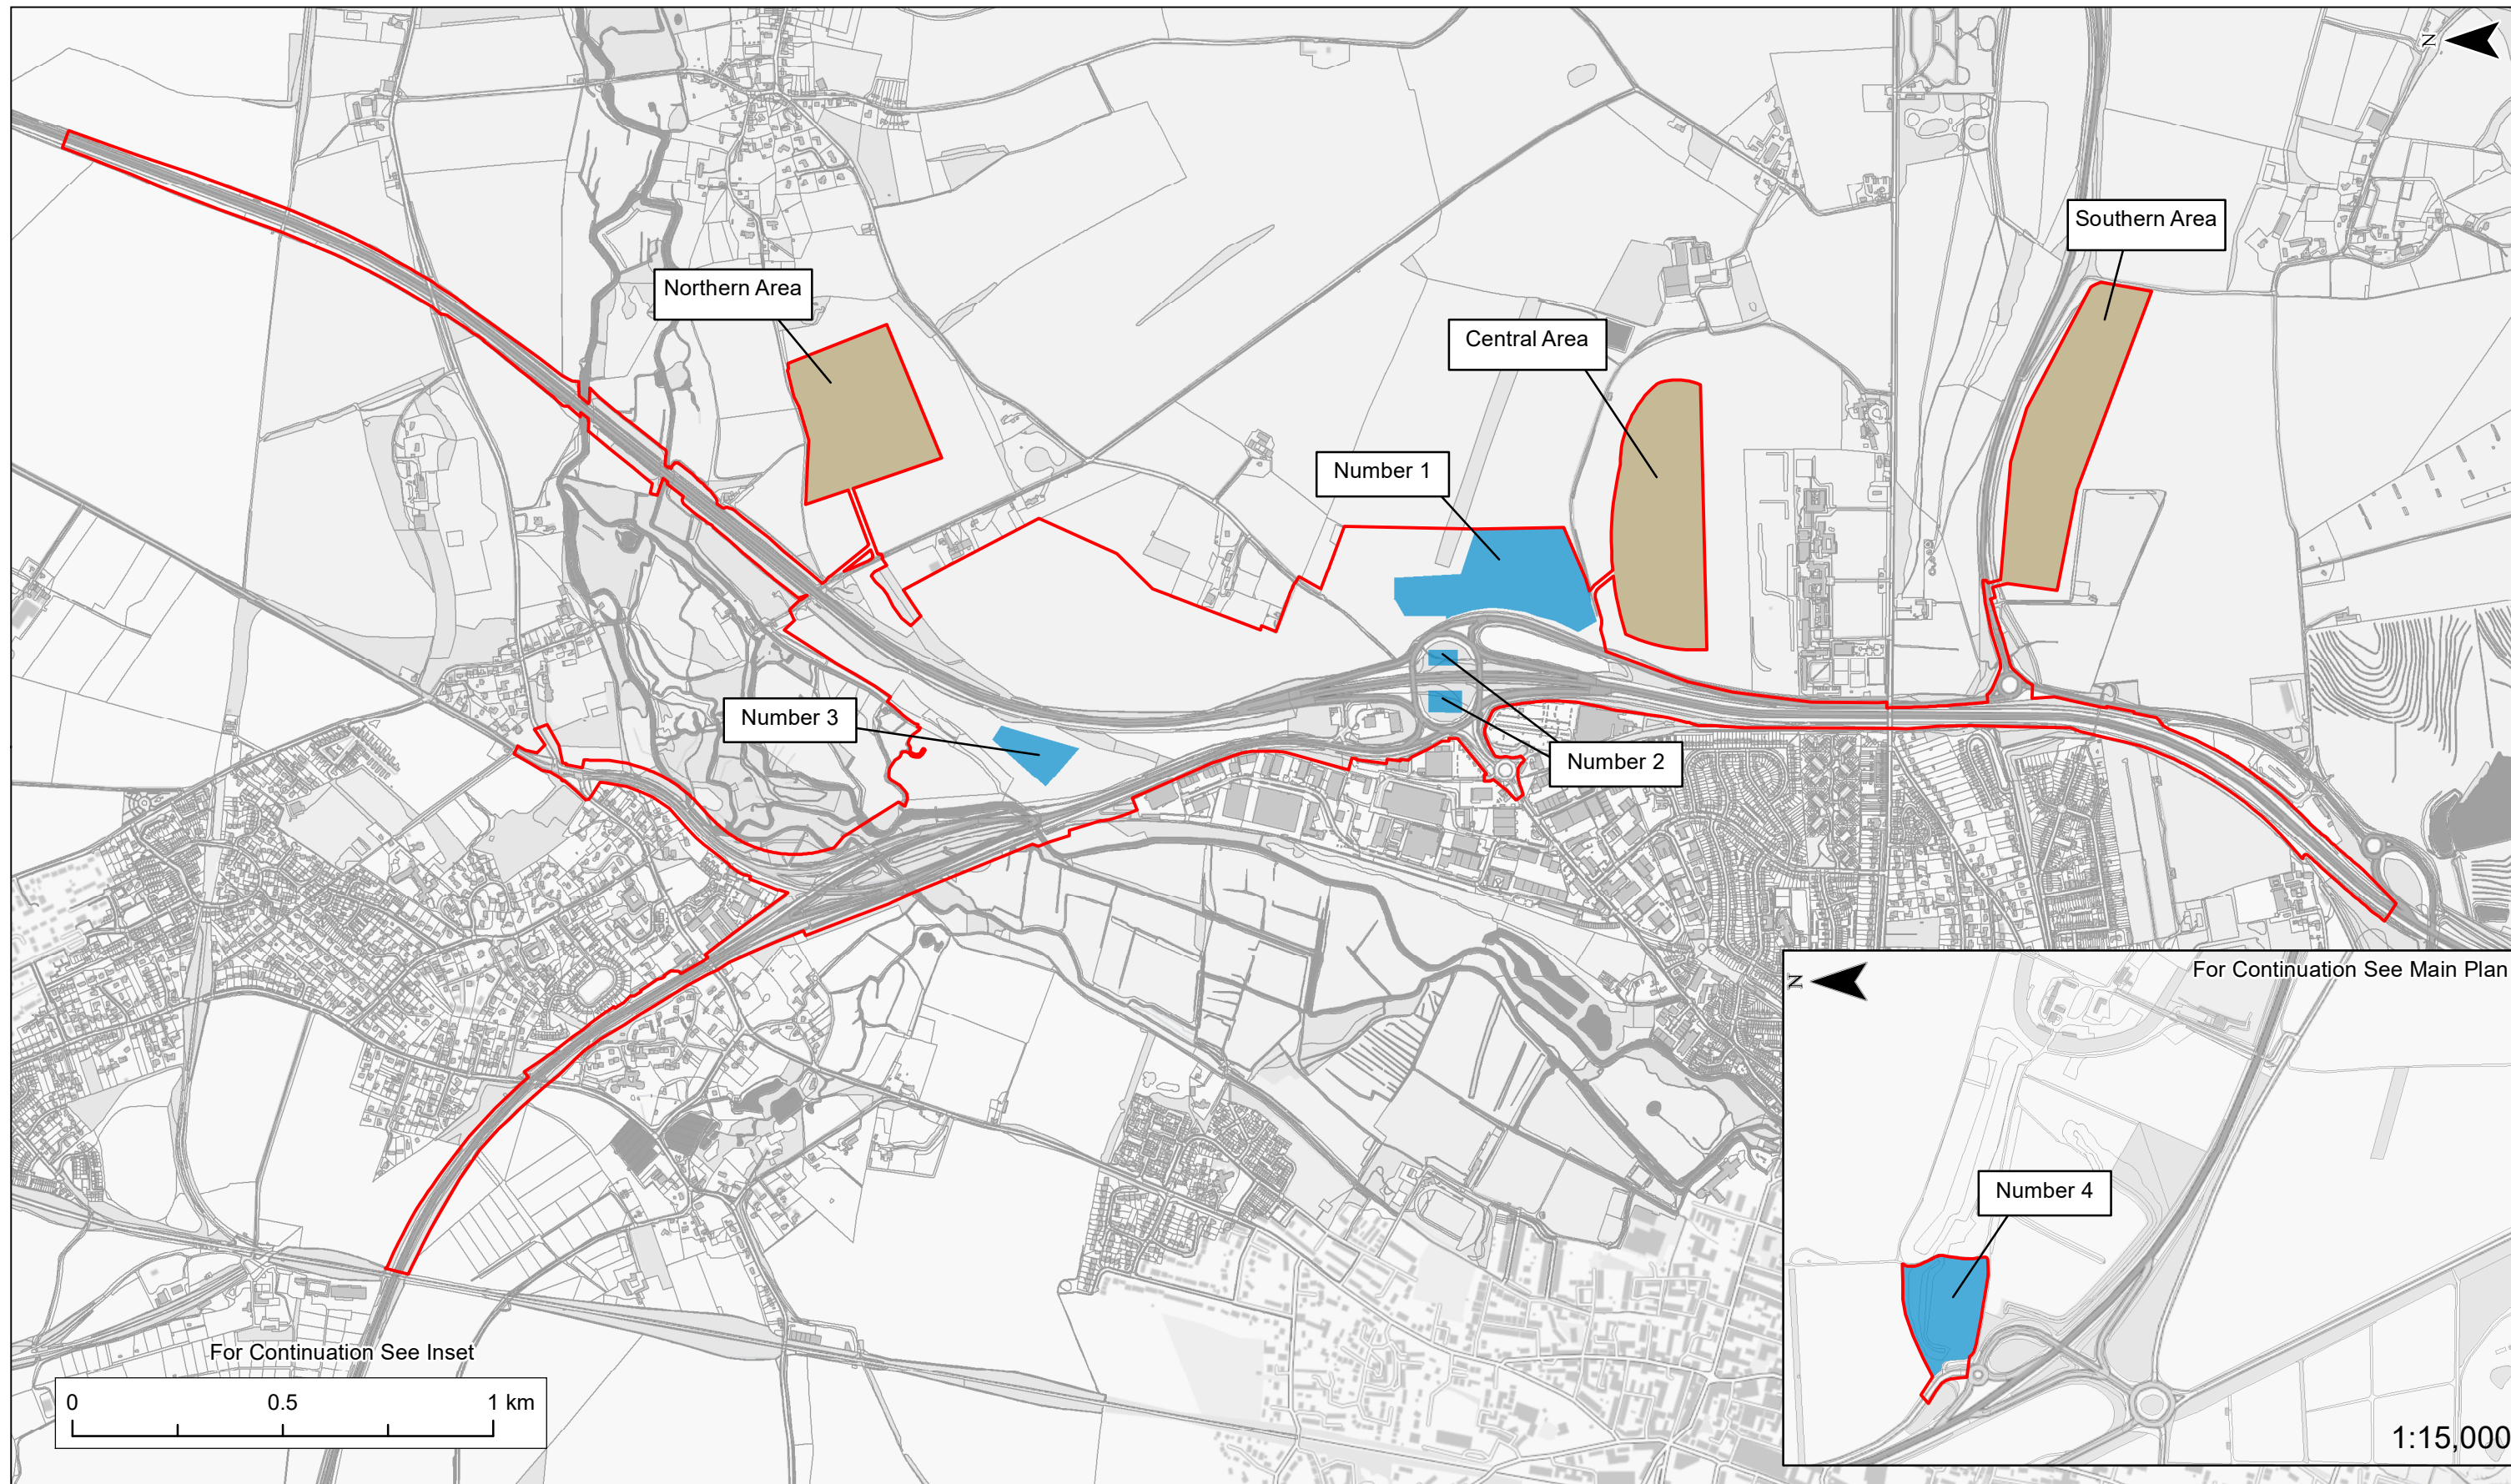 N
Southern Area
Northern Area
Central Area
Number 1
Number 3
Number 2
N
For Continuation See Main Plan
Number 4
For Continuation See Inset
0 0.5 1 km
1:15,000